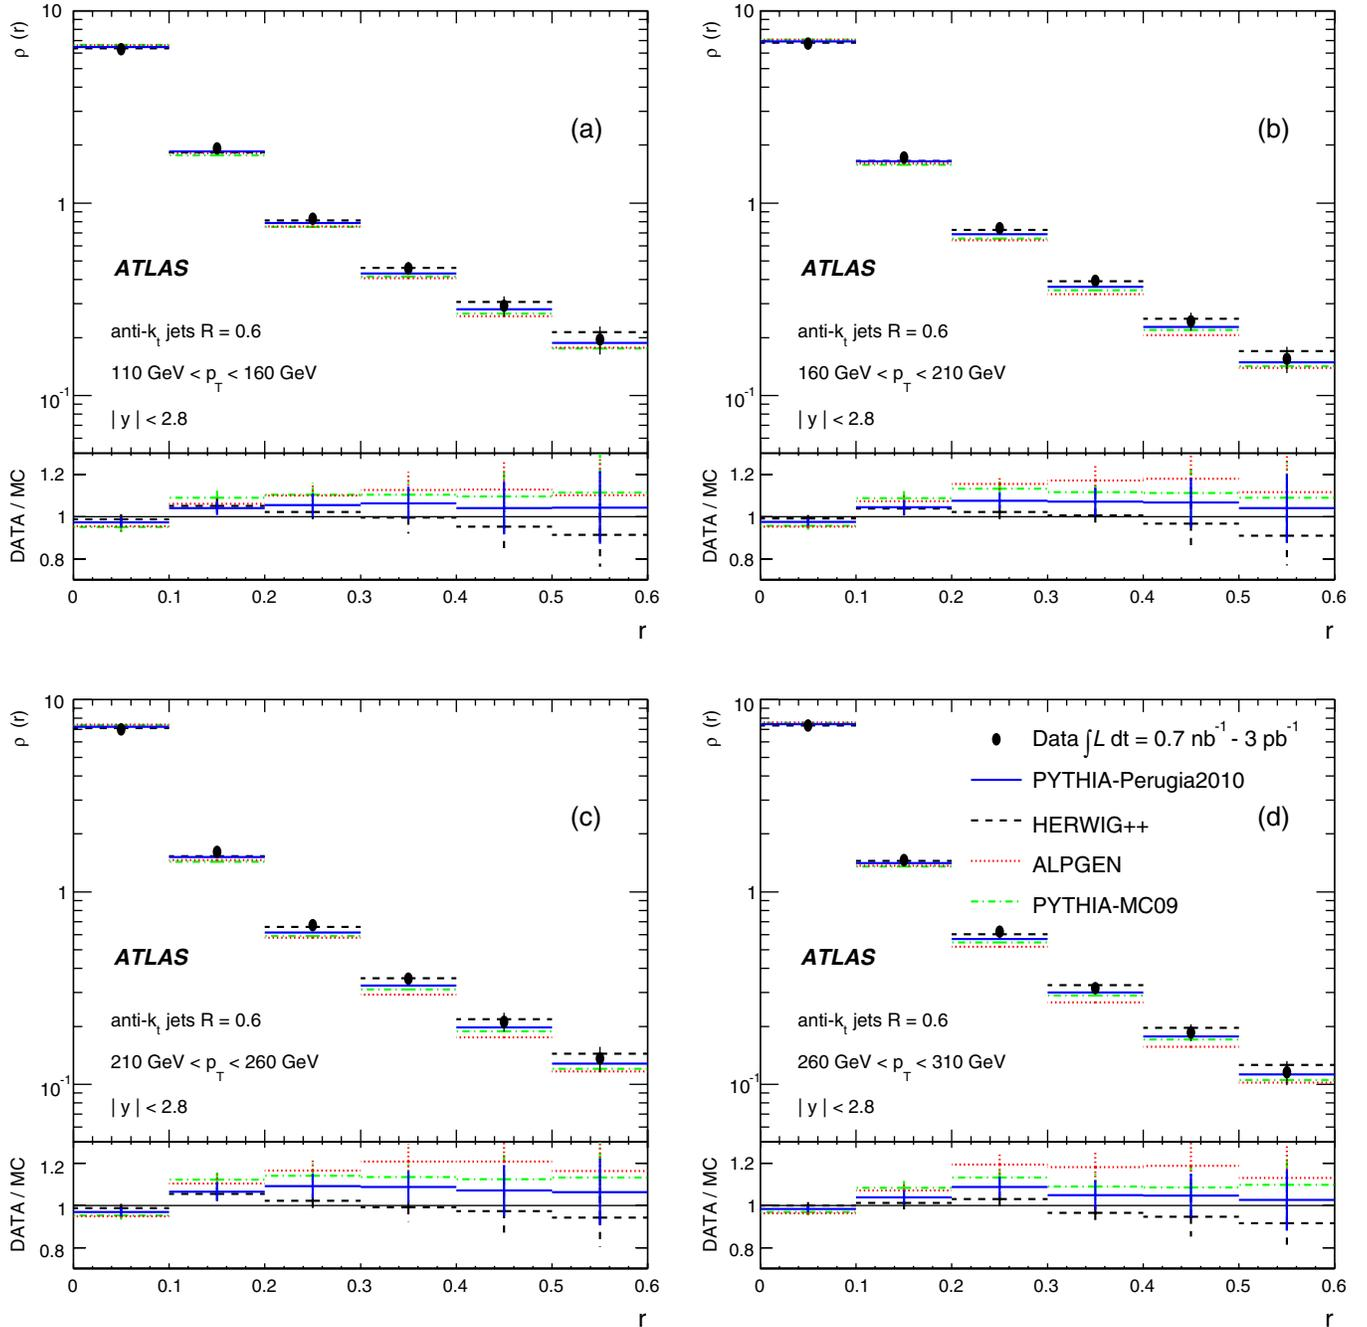 10
ρ (r)
(a)
1
ATLAS
anti-kt jets R = 0.6
110 GeV < pT < 160 GeV
10-1
| y | < 2.8
1.2
DATA / MC
1
0.8
0 0.1 0.2 0.3 0.4 0.5 0.6
r
10
ρ (r)
(b)
1
ATLAS
anti-kt jets R = 0.6
160 GeV < pT < 210 GeV
10-1
| y | < 2.8
1.2
DATA / MC
1
0.8
0 0.1 0.2 0.3 0.4 0.5 0.6
r
10
ρ (r)
(c)
1
ATLAS
anti-kt jets R = 0.6
210 GeV < pT < 260 GeV
10-1
| y | < 2.8
1.2
DATA / MC
1
0.8
0 0.1 0.2 0.3 0.4 0.5 0.6
r
10
ρ (r)
Data ∫L dt = 0.7 nb-1 - 3 pb-1
PYTHIA-Perugia2010
(d)
HERWIG++
ALPGEN
1
PYTHIA-MC09
ATLAS
anti-kt jets R = 0.6
260 GeV < pT < 310 GeV
10-1
| y | < 2.8
1.2
DATA / MC
1
0.8
0 0.1 0.2 0.3 0.4 0.5 0.6
r